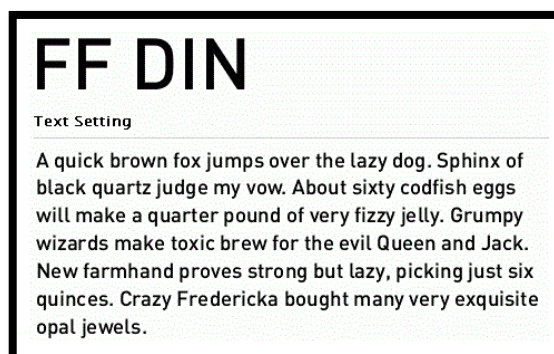 FF DIN
Text Setting
A quick brown fox jumps over the lazy dog. Sphinx of
black quartz judge my vow. About sixty codfish eggs
will make a quarter pound of very fizzy jelly. Grumpy
wizards make toxic brew for the evil Queen and Jack.
New farmhand proves strong but lazy, picking just six
quinces. Crazy Fredericka bought many very exquisite
opal jewels.